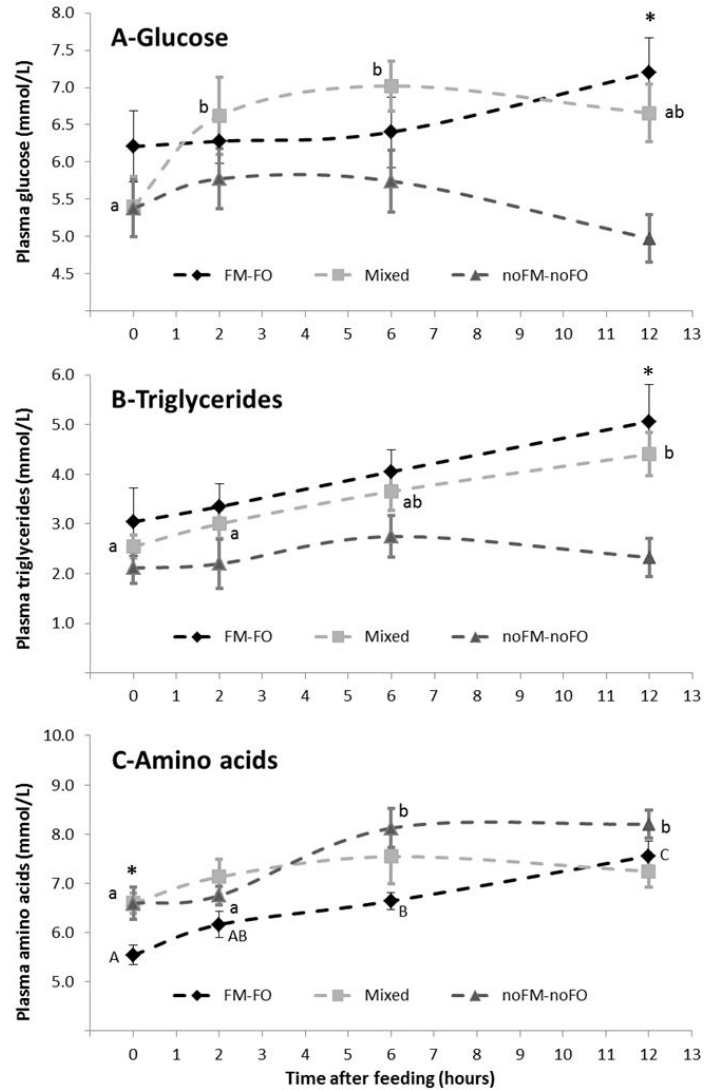 A-Glucose
Plasma glucose (mmol/L)
8.0
7.5
7.0
6.5
6.0
5.5
5.0
4.5
a
b
b
*
ab
FM-FO Mixed noFM-noFO
0 1 2 3 4 5 6 7 8 9 10 11 12 13
B-Triglycerides
Plasma triglycerides (mmol/L)
6.0
5.0
4.0
3.0
2.0
1.0
a
a
ab
*
b
FM-FO Mixed noFM-noFO
0 1 2 3 4 5 6 7 8 9 10 11 12 13
C-Amino acids
Plasma amino acids (mmol/L)
10.0
9.0
8.0
7.0
6.0
5.0
*
a
A
a
AB
b
B
b
C
FM-FO Mixed noFM-noFO
0 1 2 3 4 5 6 7 8 9 10 11 12 13
Time after feeding (hours)